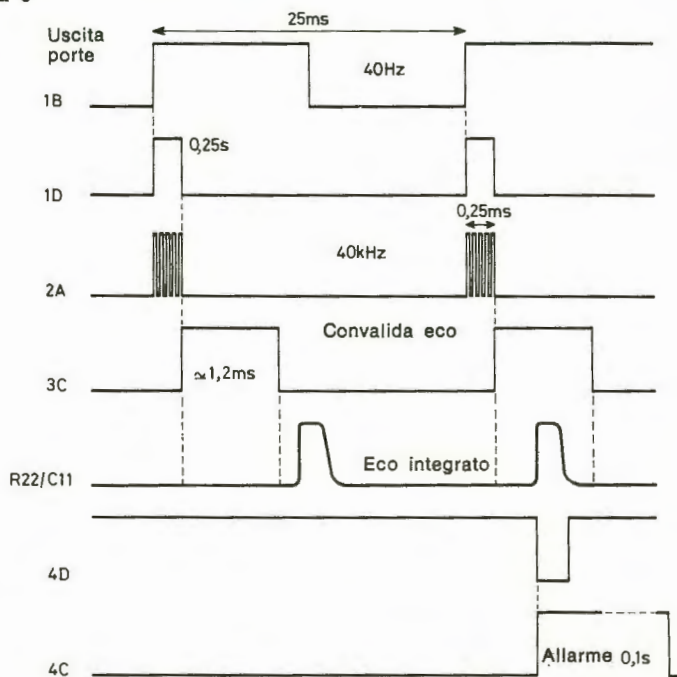 25ms
Uscita
porte
40Hz
1B
0,25s
1D
0,25ms
40kHz
2A
Convalida eco
≃1,2ms
3C
Eco integrato
R22/C11
4D
Allarme 0,1s
4C